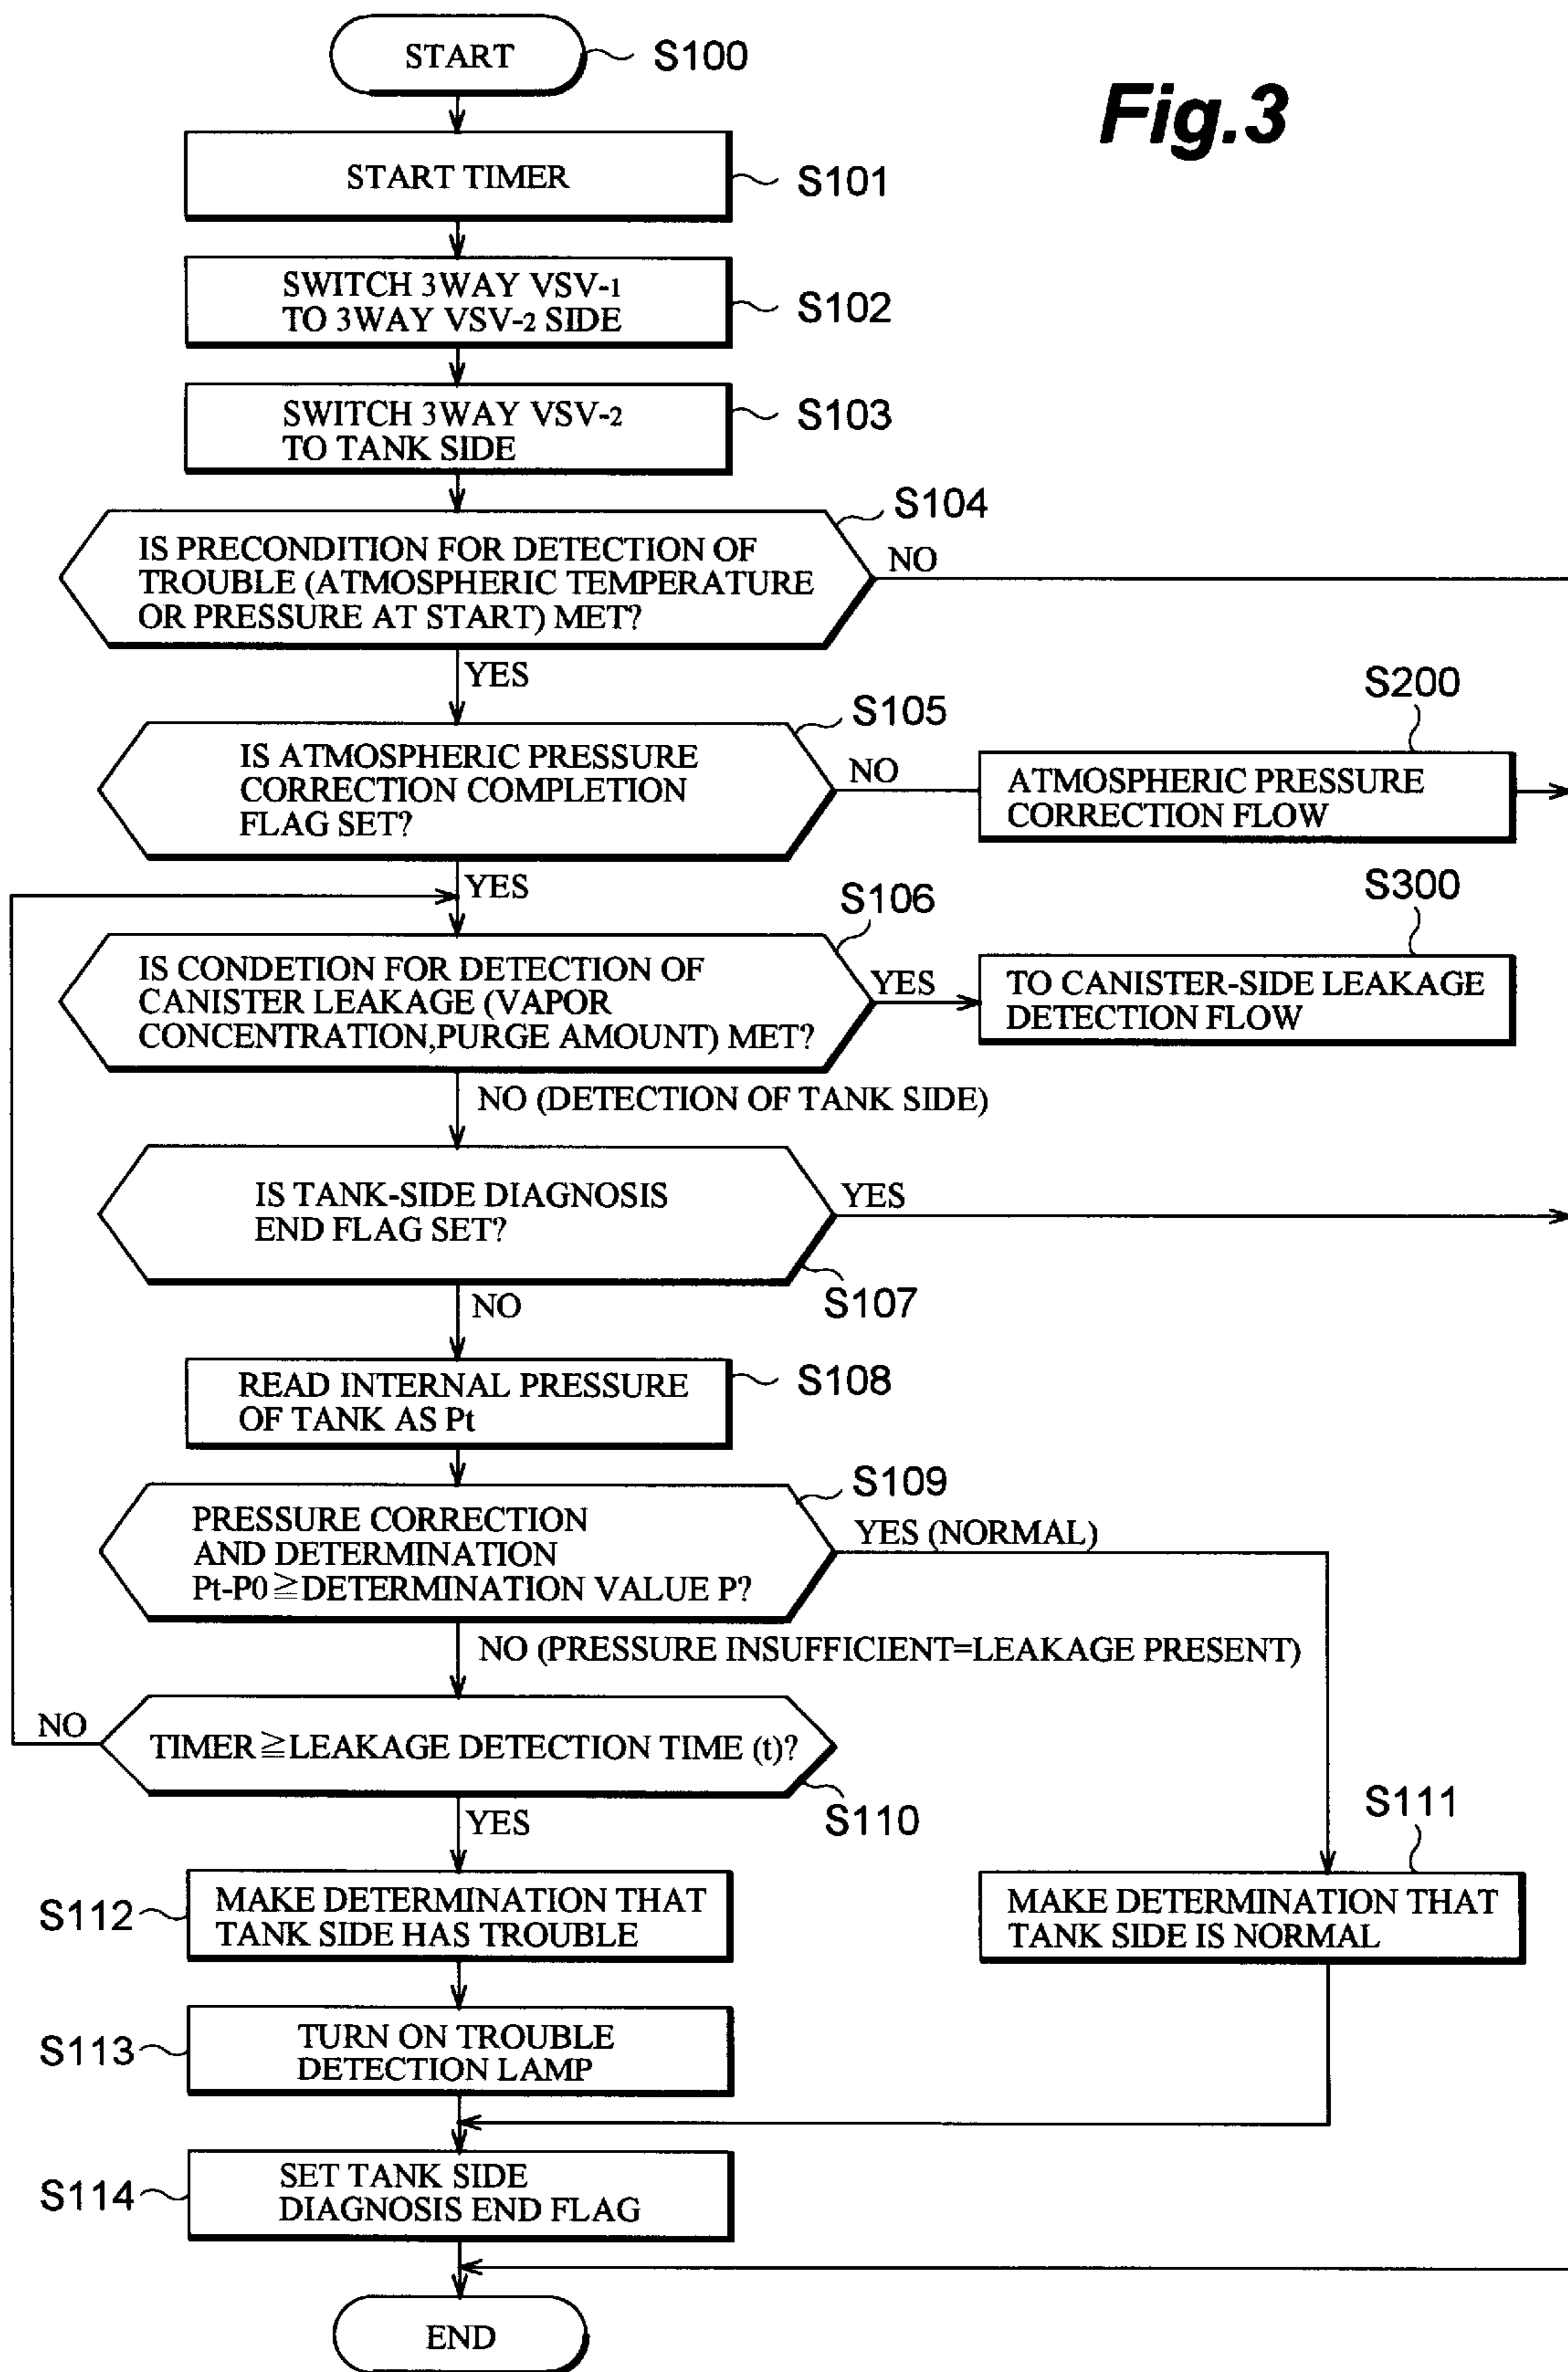 Fig.3
START
S100
START TIMER
S101
SWITCH 3WAY VSV-1
TO 3WAY VSV-2 SIDE
S102
SWITCH 3WAY VSV-2
TO TANK SIDE
S103
S104
IS PRECONDITION FOR DETECTION OF
TROUBLE (ATMOSPHERIC TEMPERATURE
OR PRESSURE AT START) MET?
NO
YES
S105
IS ATMOSPHERIC PRESSURE
CORRECTION COMPLETION
FLAG SET?
NO
S200
ATMOSPHERIC PRESSURE
CORRECTION FLOW
YES
S106
IS CONDETION FOR DETECTION OF
CANISTER LEAKAGE (VAPOR
CONCENTRATION,PURGE AMOUNT) MET?
YES
S300
TO CANISTER-SIDE LEAKAGE
DETECTION FLOW
NO (DETECTION OF TANK SIDE)
IS TANK-SIDE DIAGNOSIS
END FLAG SET?
YES
S107
NO
READ INTERNAL PRESSURE
OF TANK AS Pt
S108
S109
PRESSURE CORRECTION
AND DETERMINATION
Pt-P0≧DETERMINATION VALUE P?
YES (NORMAL)
NO (PRESSURE INSUFFICIENT=LEAKAGE PRESENT)
NO
TIMER≧LEAKAGE DETECTION TIME (t)?
S110
YES
S111
MAKE DETERMINATION THAT
TANK SIDE IS NORMAL
S112
MAKE DETERMINATION THAT
TANK SIDE HAS TROUBLE
S113
TURN ON TROUBLE
DETECTION LAMP
S114
SET TANK SIDE
DIAGNOSIS END FLAG
END